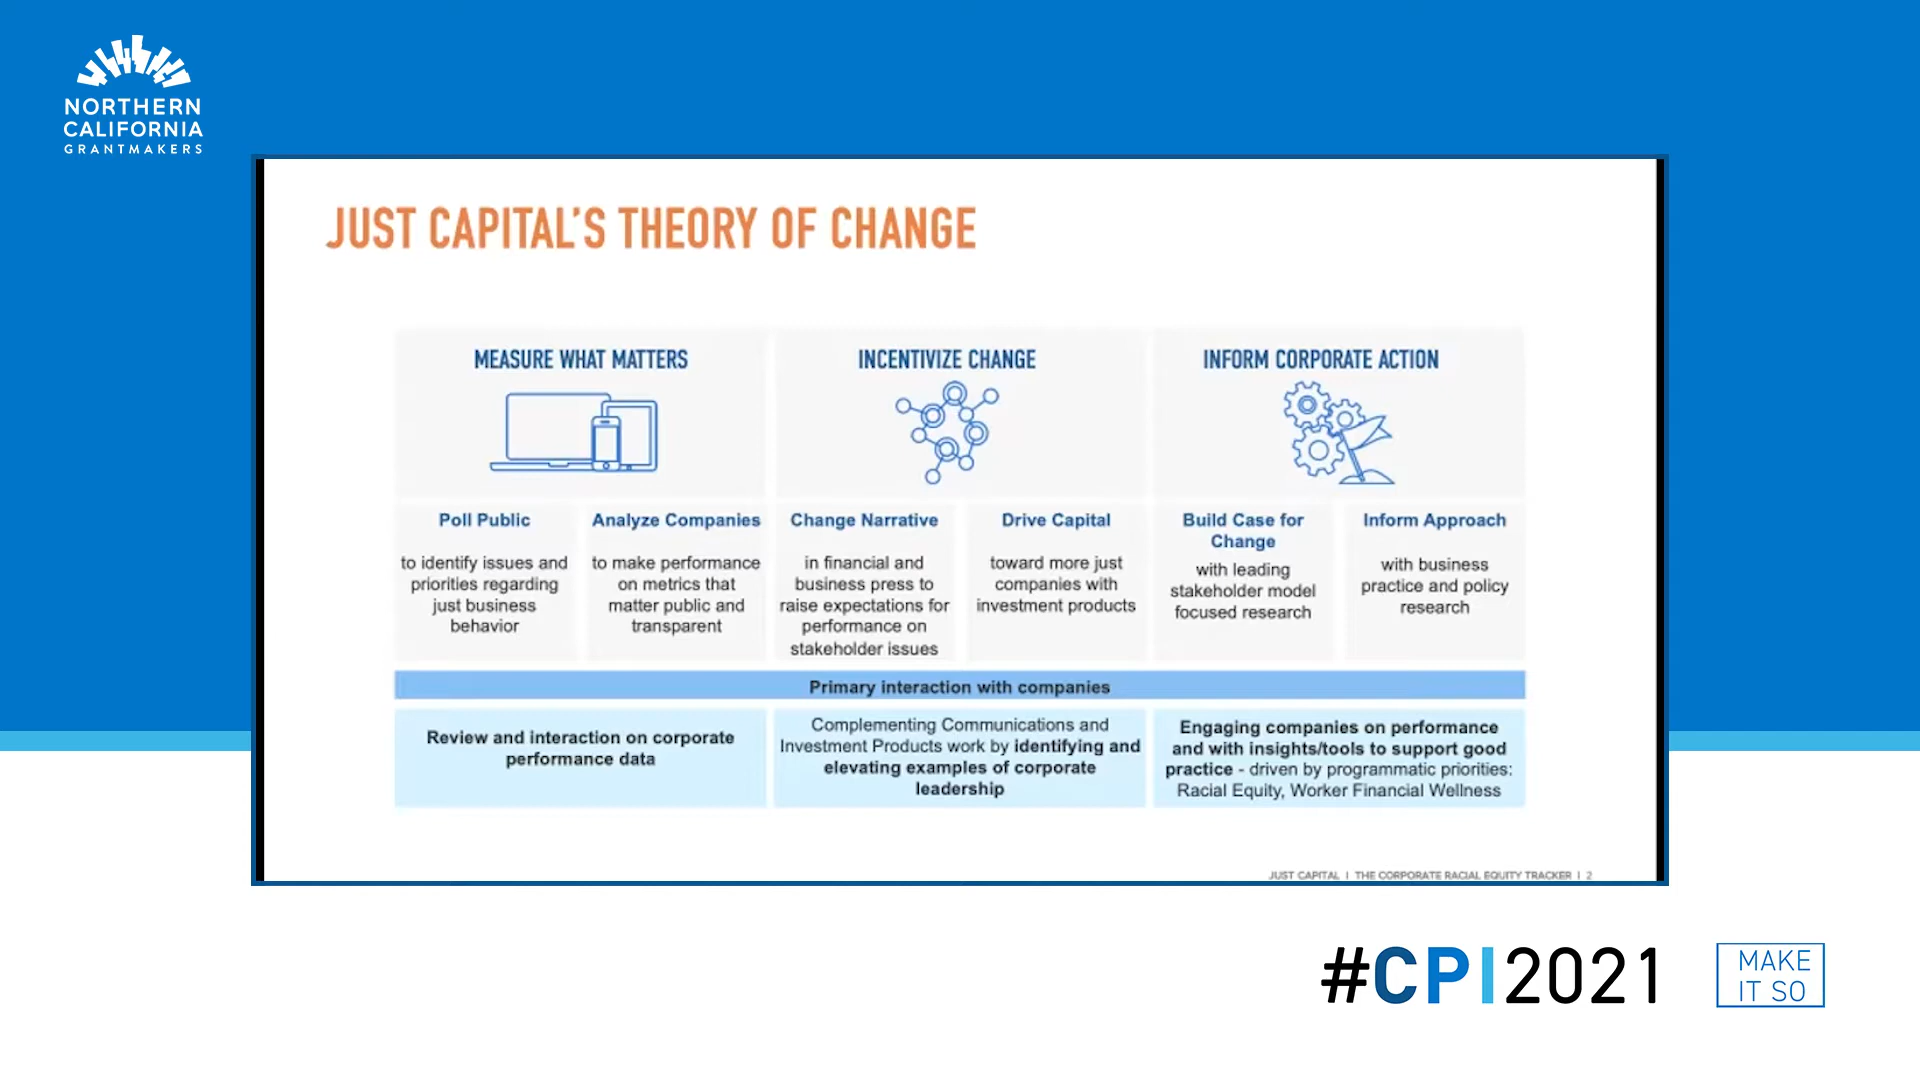 NORTHERN
CALIFORNIA
GRANTMAKERS
JUST CAPITAL'S THEORY OF CHANGE
MEASURE WHAT MATTERS
INCENTIVIZE CHANGE
INFORM CORPORATE ACTION
Poll Public
to identify issues and
priorities regarding
just business
behavior
Analyze Companies
to make performance
on metrics that
matter public and
transparent
Change Narrative
in financial and
business press to
raise expectations for
performance on
stakeholder issues
Drive Capital
toward more just
companies with
investment products
Build Case for
Change
with leading
stakeholder model
focused research
Inform Approach
with business
practice and policy
research
Primary interaction with companies
Review and interaction on corporate
performance data
Complementing Communications and
Investment Products work by identifying and
elevating examples of corporate
leadership
Engaging companies on performance
and with insights/tools to support good
practice - driven by programmatic priorities:
Racial Equity, Worker Financial Wellness
JUST CAPITAL | THE CORPORATE RACIAL EQUITY TRACKER | 2
#CPI2021
MAKE
IT SO